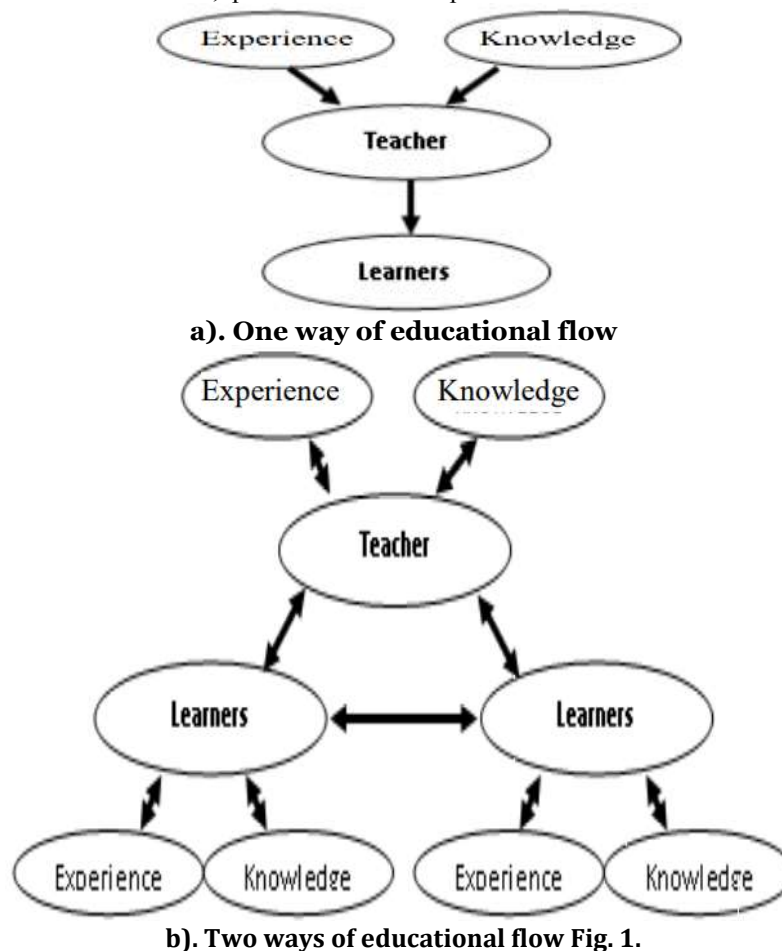 Experience Knowledge
Teacher
Learners
a). One way of educational flow
Experience Knowledge
Teacher
Learners Learners
Experience Knowledge Experience Knowledge
b). Two ways of educational flow Fig. 1.